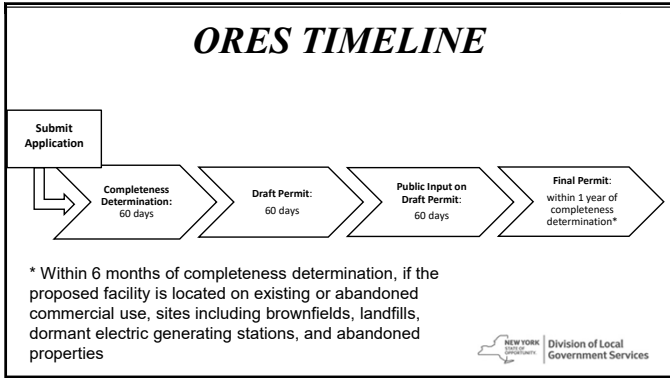 ORES TIMELINE
Submit
Application
Completeness
Determination:
60 days
Draft Permit:
60 days
Public Input on
Draft Permit:
60 days
Final Permit:
within 1 year of
completeness
determination*
* Within 6 months of completeness determination, if the
proposed facility is located on existing or abandoned
commercial use, sites including brownfields, landfills,
dormant electric generating stations, and abandoned
properties
NEW YORK
STATE OF
OPPORTUNITY.
Division of Local
Government Services